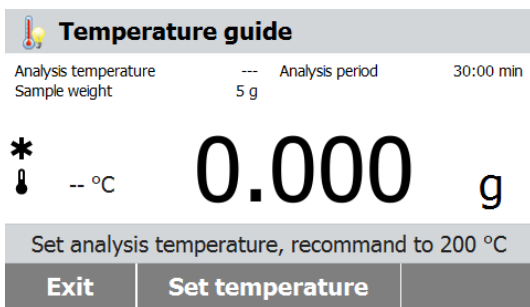 Temperature guide
Analysis temperature --- Analysis period 30:00 min
Sample weight 5 g
-- °C 0.000 g
Set analysis temperature, recommand to 200 °C
Exit Set temperature